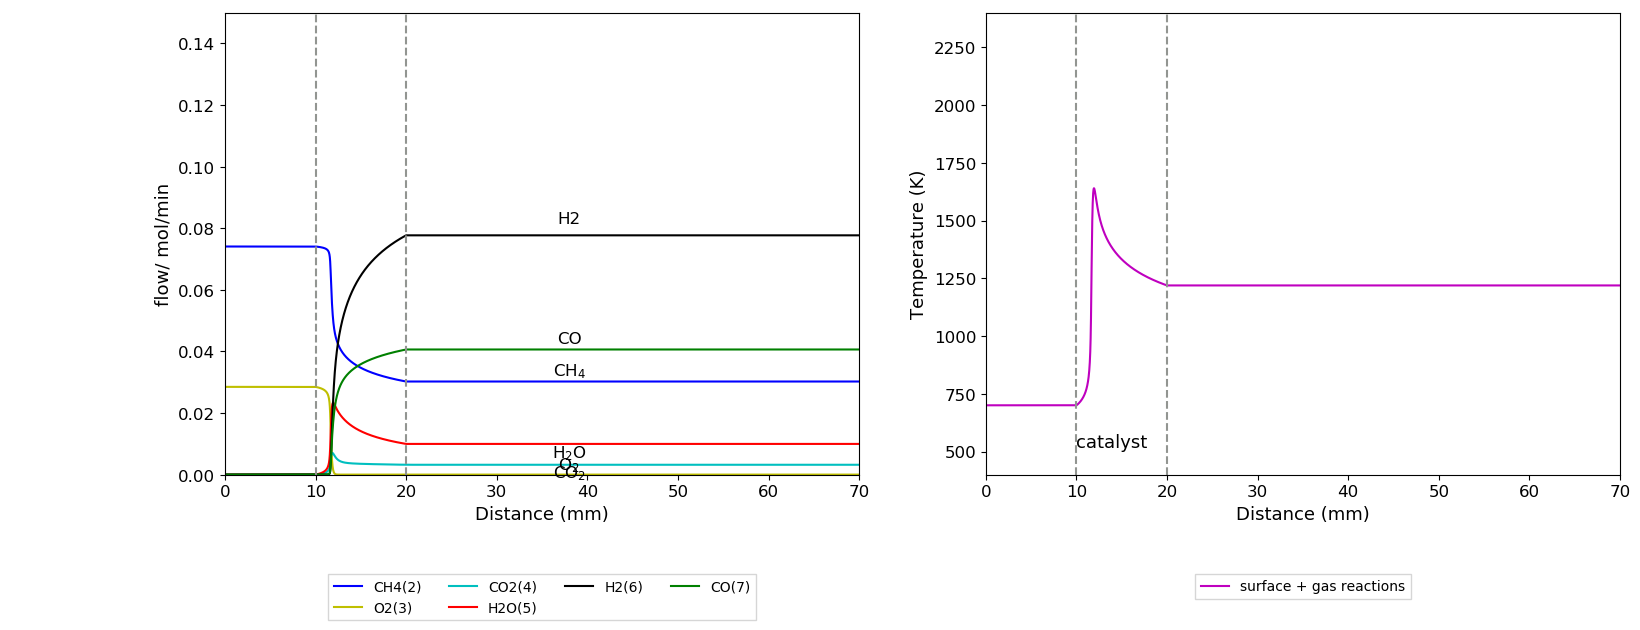 0.14
0.12
0.10
0.08
0.06
0.04
0.02
0.00
flow/ mol/min
H2
CO
CH₄
H₂O
O₂
CO₂
0 10 20 30 40 50 60 70
Distance (mm)
CH4(2) CO2(4) H2(6) CO(7)
O2(3) H2O(5)
2250
2000
1750
1500
1250
1000
750
500
Temperature (K)
catalyst
0 10 20 30 40 50 60 70
Distance (mm)
surface + gas reactions